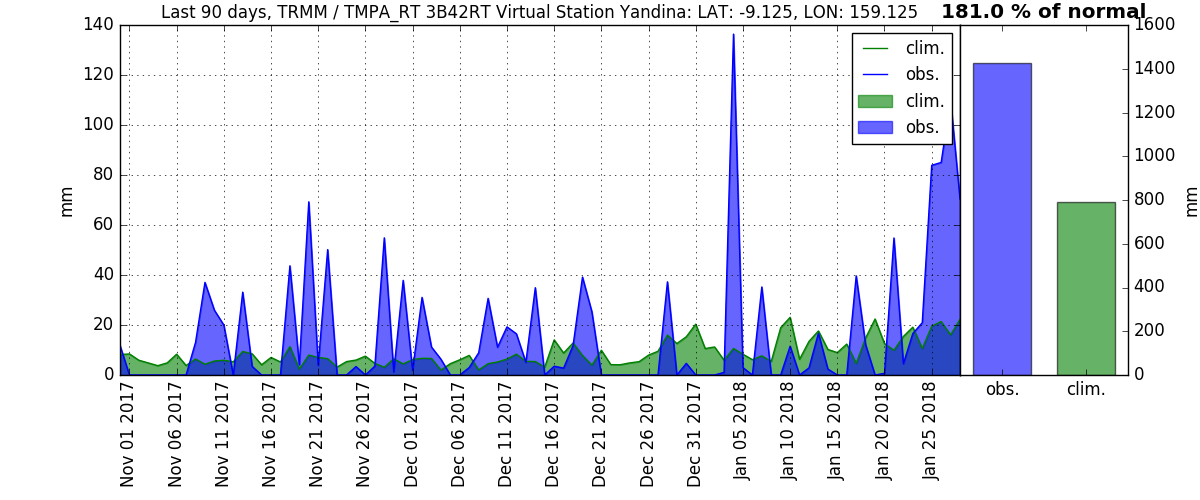 Last 90 days, TRMM / TMPA_RT 3B42RT Virtual Station Yandina: LAT: -9.125, LON: 159.125
181.0 % of normal
140
120
100
80
60
40
20
0
mm
clim.
obs.
clim.
obs.
1600
1400
1200
1000
800
600
400
200
0
mm
Nov 01 2017
Nov 06 2017
Nov 11 2017
Nov 16 2017
Nov 21 2017
Nov 26 2017
Dec 01 2017
Dec 06 2017
Dec 11 2017
Dec 16 2017
Dec 21 2017
Dec 26 2017
Dec 31 2017
Jan 05 2018
Jan 10 2018
Jan 15 2018
Jan 20 2018
Jan 25 2018
obs.
clim.